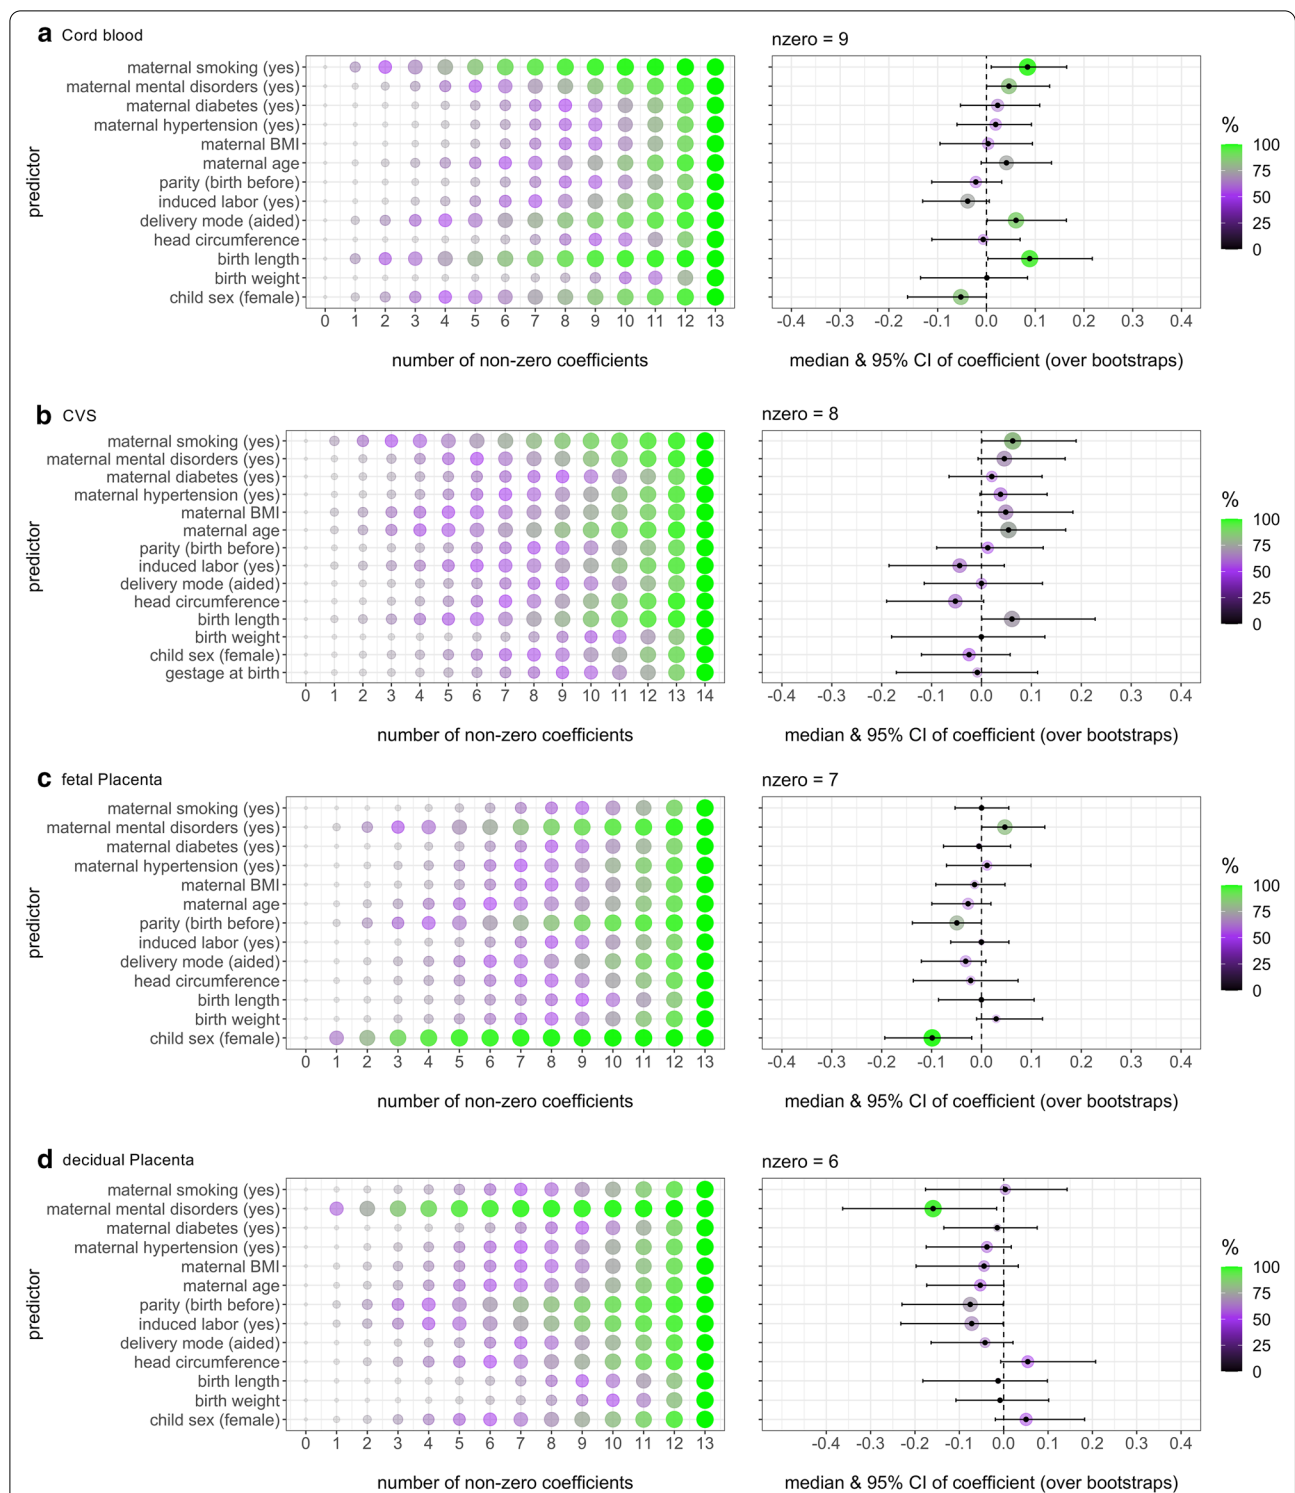 a Cord blood
nzero = 9
predictor
maternal smoking (yes)
maternal mental disorders (yes)
maternal diabetes (yes)
maternal hypertension (yes)
maternal BMI
maternal age
parity (birth before)
induced labor (yes)
delivery mode (aided)
head circumference
birth length
birth weight
child sex (female)
0 1 2 3 4 5 6 7 8 9 10 11 12 13
number of non-zero coefficients
-0.4 -0.3 -0.2 -0.1 0.0 0.1 0.2 0.3 0.4
median & 95% CI of coefficient (over bootstraps)
%
100
75
50
25
0
b CVS
nzero = 8
predictor
maternal smoking (yes)
maternal mental disorders (yes)
maternal diabetes (yes)
maternal hypertension (yes)
maternal BMI
maternal age
parity (birth before)
induced labor (yes)
delivery mode (aided)
head circumference
birth length
birth weight
child sex (female)
gestage at birth
0 1 2 3 4 5 6 7 8 9 10 11 12 13 14
number of non-zero coefficients
-0.4 -0.3 -0.2 -0.1 0.0 0.1 0.2 0.3 0.4
median & 95% CI of coefficient (over bootstraps)
%
100
75
50
25
0
c fetal Placenta
nzero = 7
predictor
maternal smoking (yes)
maternal mental disorders (yes)
maternal diabetes (yes)
maternal hypertension (yes)
maternal BMI
maternal age
parity (birth before)
induced labor (yes)
delivery mode (aided)
head circumference
birth length
birth weight
child sex (female)
0 1 2 3 4 5 6 7 8 9 10 11 12 13
number of non-zero coefficients
-0.4 -0.3 -0.2 -0.1 0.0 0.1 0.2 0.3 0.4
median & 95% CI of coefficient (over bootstraps)
%
100
75
50
25
0
d decidual Placenta
nzero = 6
predictor
maternal smoking (yes)
maternal mental disorders (yes)
maternal diabetes (yes)
maternal hypertension (yes)
maternal BMI
maternal age
parity (birth before)
induced labor (yes)
delivery mode (aided)
head circumference
birth length
birth weight
child sex (female)
0 1 2 3 4 5 6 7 8 9 10 11 12 13
number of non-zero coefficients
-0.4 -0.3 -0.2 -0.1 0.0 0.1 0.2 0.3 0.4
median & 95% CI of coefficient (over bootstraps)
%
100
75
50
25
0